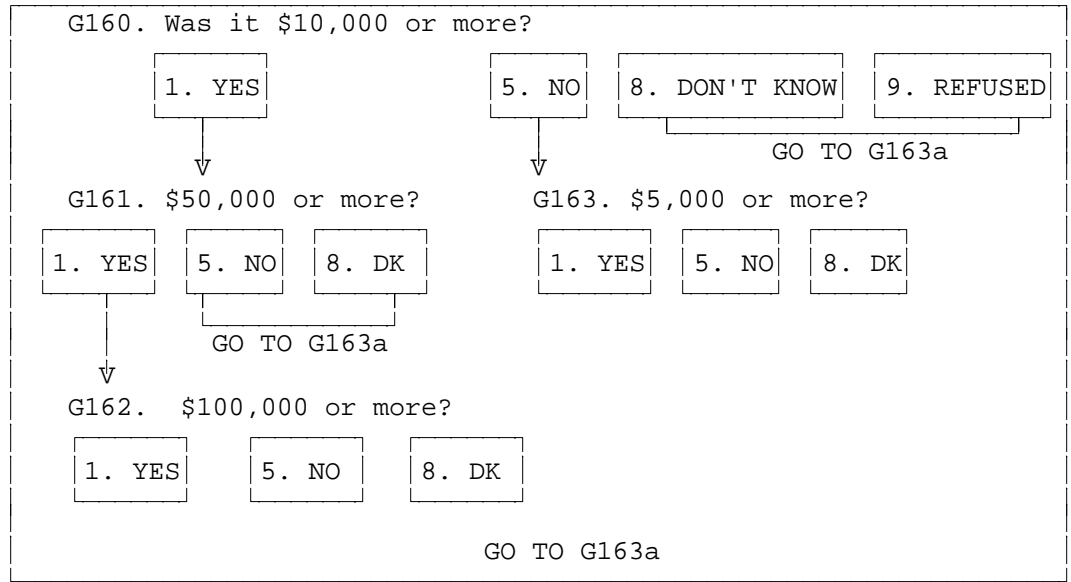 G160. Was it $10,000 or more?
1. YES 5. NO 8. DON'T KNOW 9. REFUSED
GO TO G163a
G161. $50,000 or more? G163. $5,000 or more?
1. YES 5. NO 8. DK 1. YES 5. NO 8. DK
GO TO G163a
G162. $100,000 or more?
1. YES 5. NO 8. DK
GO TO G163a